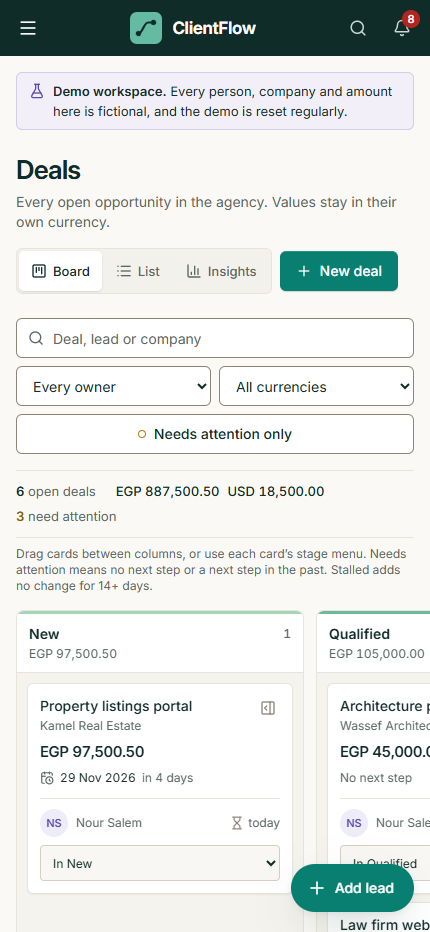 ClientFlow
8
Demo workspace. Every person, company and amount
here is fictional, and the demo is reset regularly.
Deals
Every open opportunity in the agency. Values stay in their
own currency.
Board
List
Insights
New deal
Deal, lead or company
Every owner
All currencies
Needs attention only
6 open deals EGP 887,500.50 USD 18,500.00
3 need attention
Drag cards between columns, or use each card's stage menu. Needs
attention means no next step or a next step in the past. Stalled adds
no change for 14+ days.
New 1
EGP 97,500.50
Property listings portal
Kamel Real Estate
EGP 97,500.50
29 Nov 2026 in 4 days
NS Nour Salem today
In New
Qualified
EGP 105,000.00
Architecture
Wassef
EGP 45,000.
No next step
NS Nour
In Qualified
Law firm
Add lead